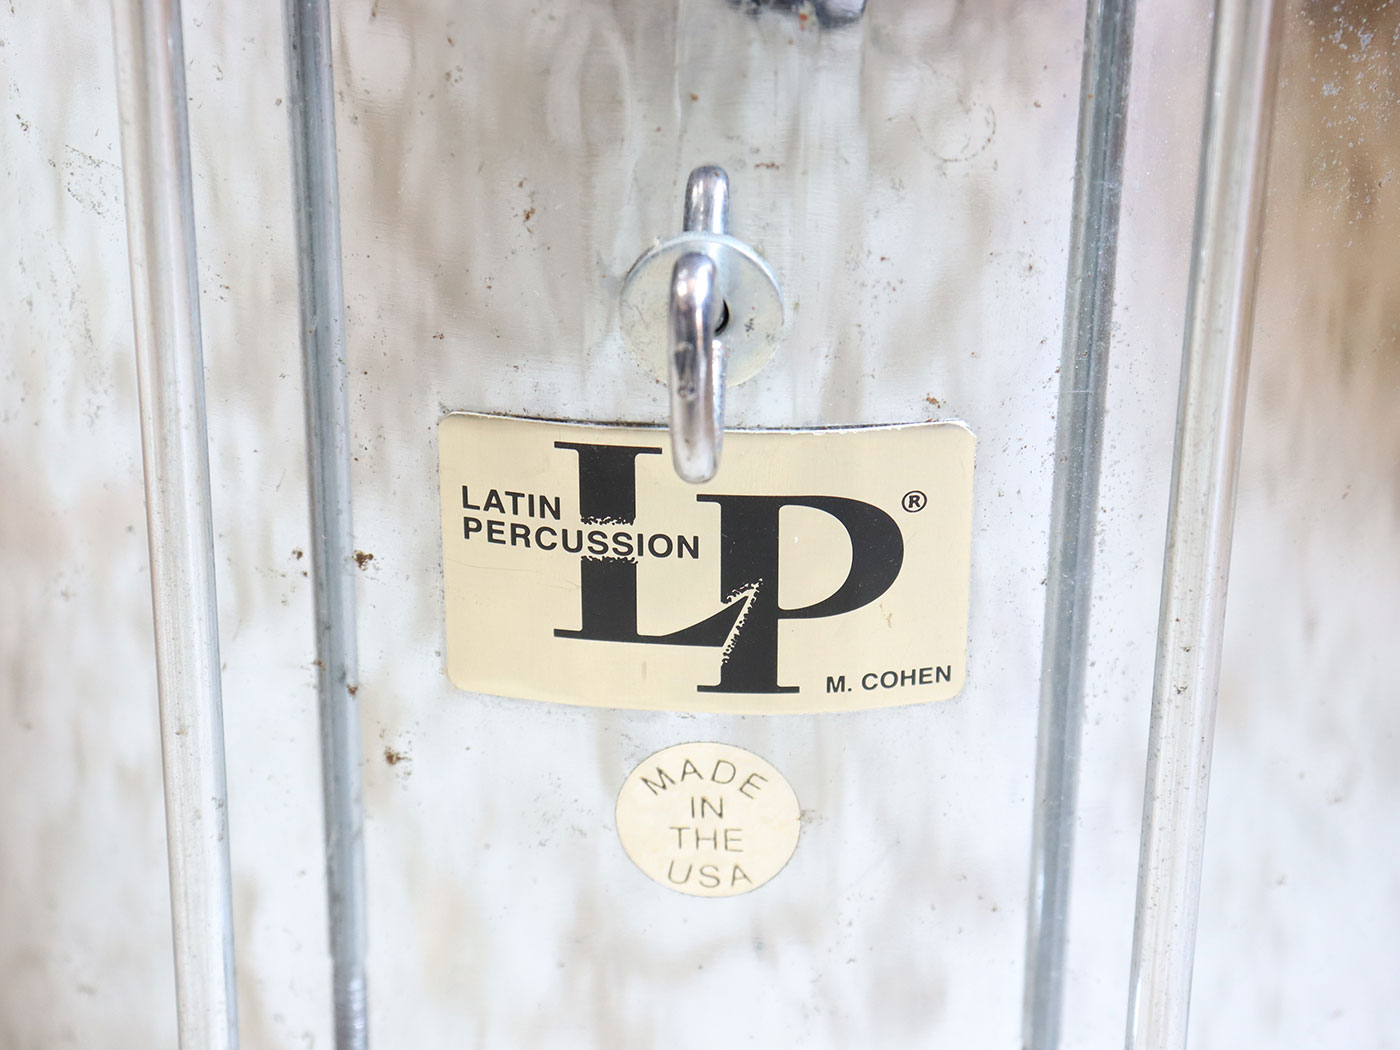 LATIN
PERCUSSION
LP®
M. COHEN
MADE
IN
THE
USA